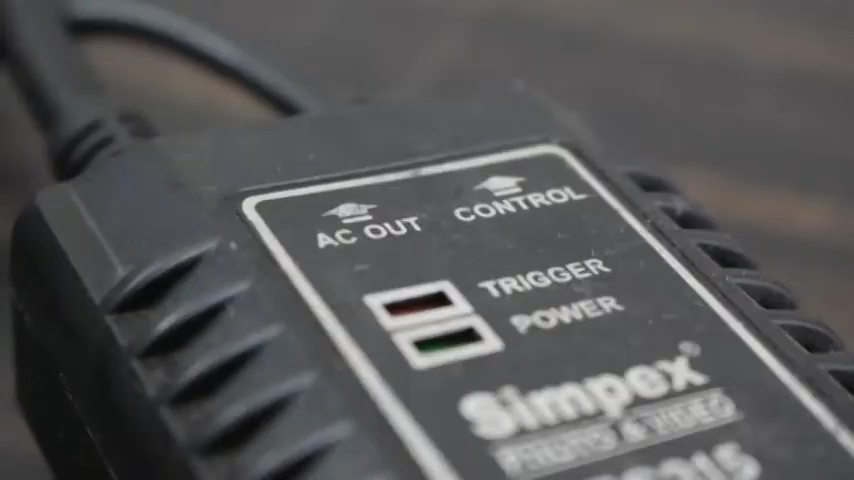 AC OUT
CONTROL
TRIGGER
POWER
Simpex®
PHOTO & VIDEO